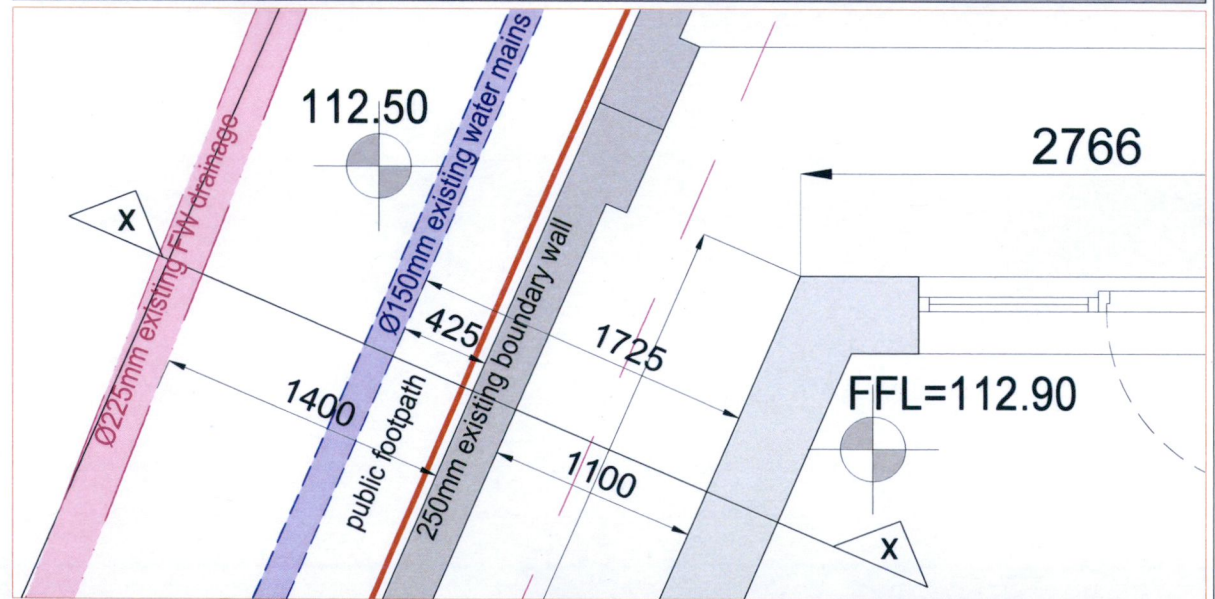 112.50
2766
X
Ø225mm existing FW drainage
Ø150mm existing water mains
425
1725
250mm existing boundary wall
1400
public footpath
FFL=112.90
1100
X